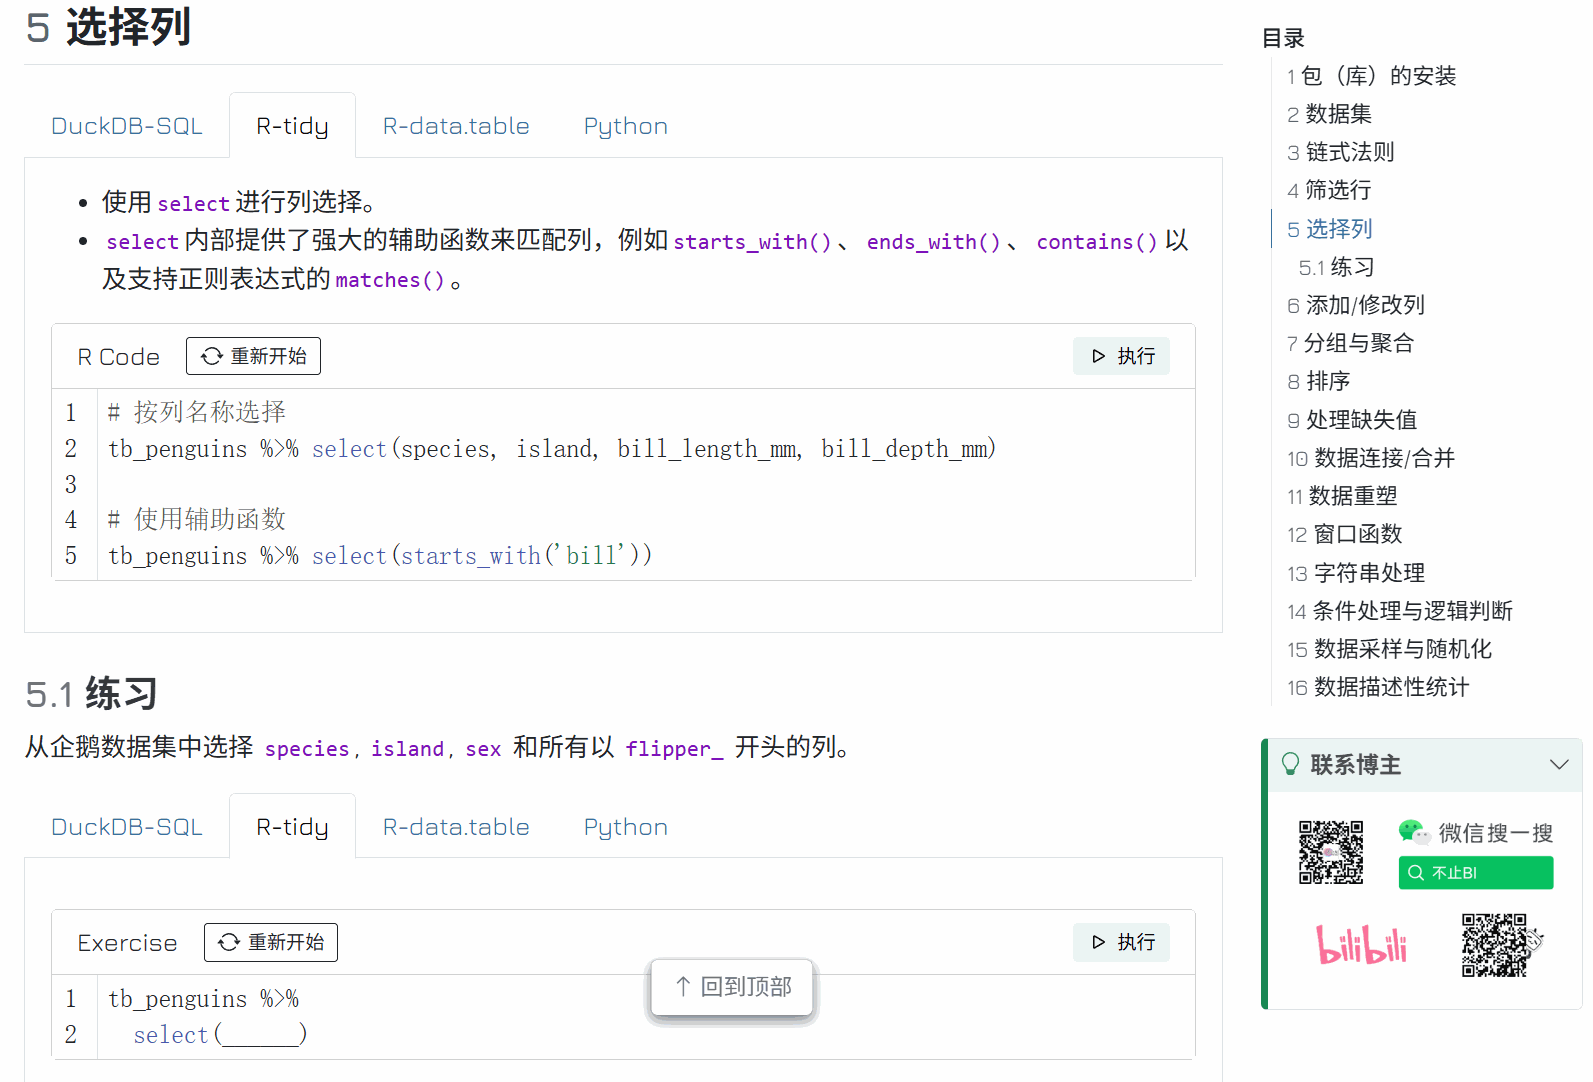 5 选择列
DuckDB-SQL
R-tidy
R-data.table
Python
使用 select 进行列选择。
select 内部提供了强大的辅助函数来匹配列，例如 starts_with() 、 ends_with() 、 contains() 以
及支持正则表达式的 matches() 。
R Code
重新开始
执行
1 # 按列名称选择
2 tb_penguins %>% select(species, island, bill_length_mm, bill_depth_mm)
3
4 # 使用辅助函数
5 tb_penguins %>% select(starts_with('bill'))
5.1 练习
从企鹅数据集中选择 species, island, sex 和所有以 flipper_ 开头的列。
DuckDB-SQL
R-tidy
R-data.table
Python
Exercise
重新开始
执行
1 tb_penguins %>%
2 select(______)
↑ 回到顶部
目录
1 包（库）的安装
2 数据集
3 链式法则
4 筛选行
5 选择列
5.1 练习
6 添加/修改列
7 分组与聚合
8 排序
9 处理缺失值
10 数据连接/合并
11 数据重塑
12 窗口函数
13 字符串处理
14 条件处理与逻辑判断
15 数据采样与随机化
16 数据描述性统计
联系博主
微信搜一搜
不止BI
bilibili